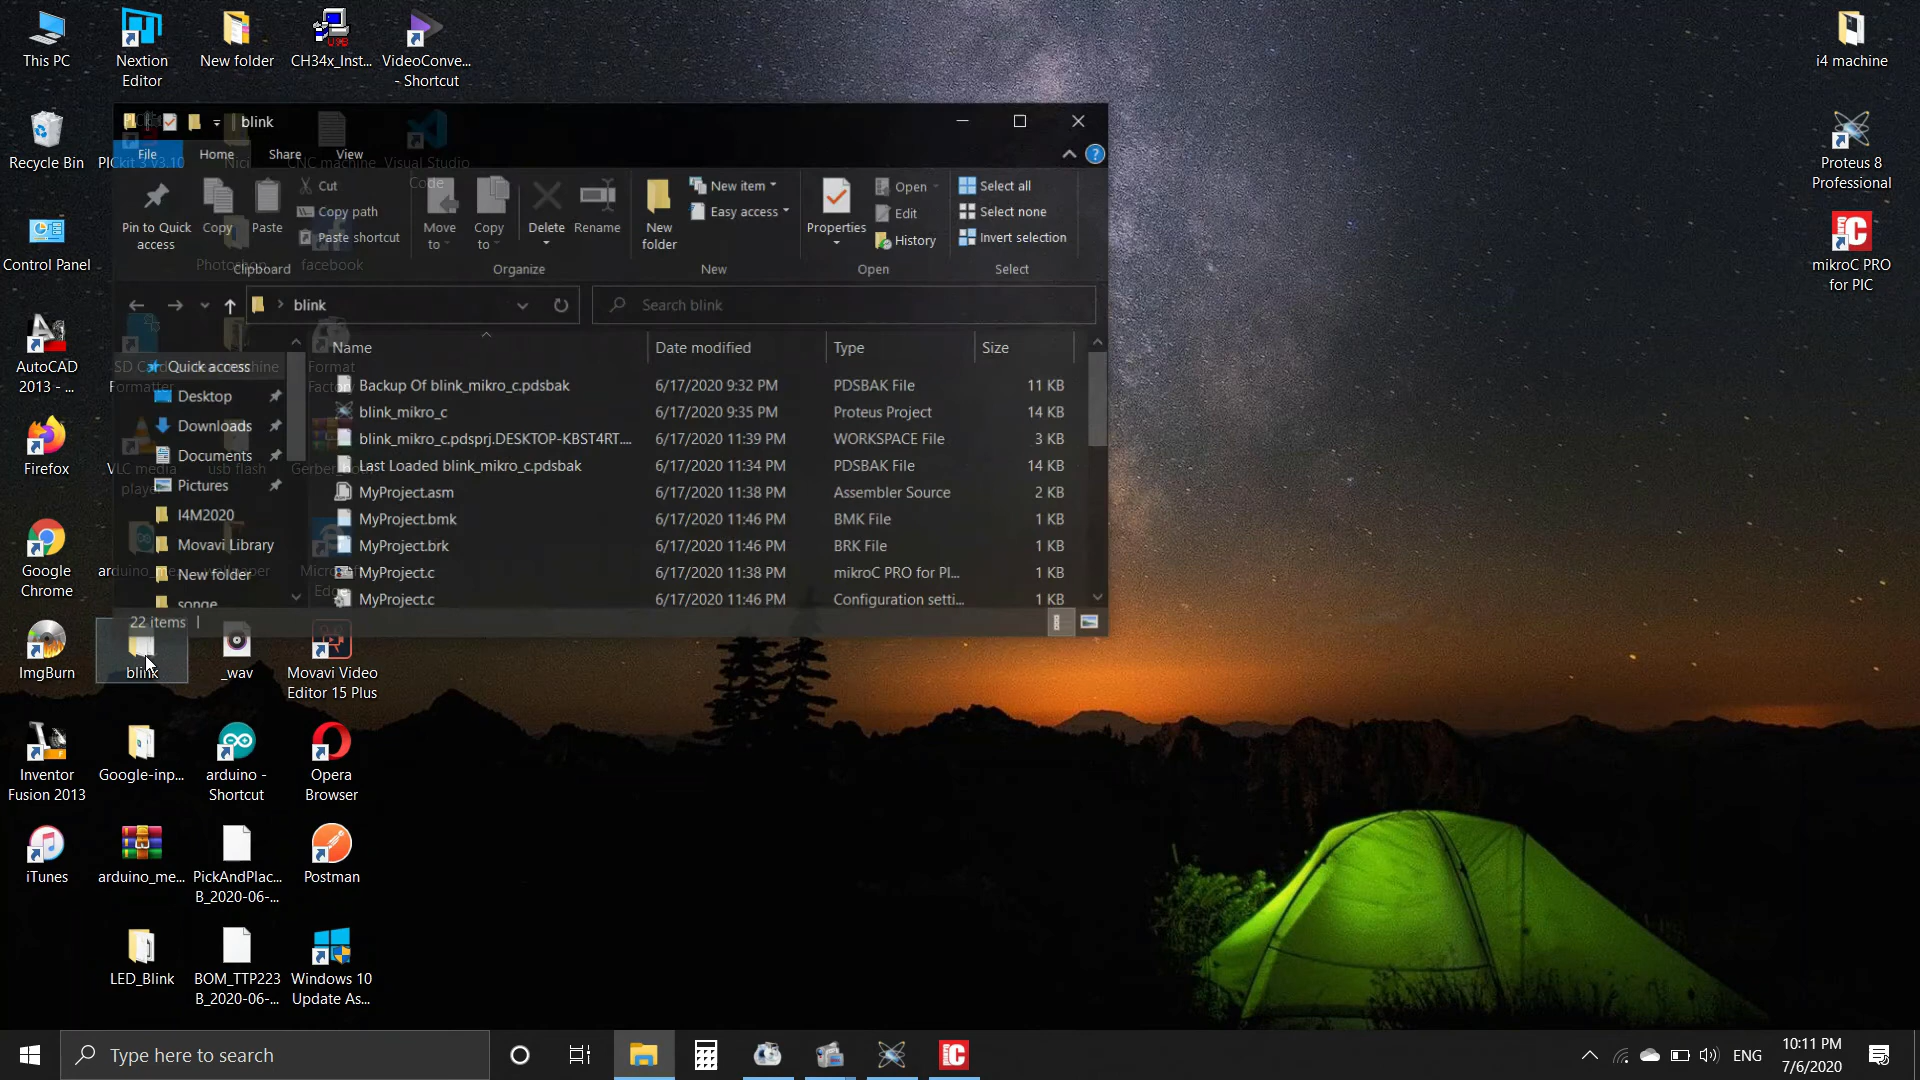 This PC
Nextion
Editor
New folder
CH34x_Inst...
VideoConve...
- Shortcut
i4 machine
Recycle Bin
PICkit 3 v3.10
Nici
CNC machine
Visual Studio
Code
Proteus 8
Professional
Control Panel
facebook
mikroC PRO
for PIC
AutoCAD
2013 - ...
SD Card
Formatter
Format
Factory
Firefox
VLC media
player
usb flash
Google
Chrome
arduino_me...
ImgBurn
blink
_wav
Movavi Video
Editor 15 Plus
Inventor
Fusion 2013
Google-inp...
arduino -
Shortcut
Opera
Browser
iTunes
arduino_me...
PickAndPlac...
B_2020-06-...
Postman
LED_Blink
BOM_TTP223
B_2020-06-...
Windows 10
Update As...
blink
File
Home
Share
View
Pin to Quick
access
Copy
Paste
Cut
Copy path
Paste shortcut
Clipboard
Move
to
Copy
to
Delete
Rename
Organize
New
folder
New item
Easy access
New
Properties
Open
Edit
History
Open
Select all
Select none
Invert selection
Select
blink
Search blink
Quick access
Desktop
Downloads
Documents
Pictures
I4M2020
Movavi Library
New folder
songe
Name Date modified Type Size
Backup Of blink_mikro_c.pdsbak 6/17/2020 9:32 PM PDSBAK File 11 KB
blink_mikro_c 6/17/2020 9:35 PM Proteus Project 14 KB
blink_mikro_c.pdsprj.DESKTOP-KBST4RT.... 6/17/2020 11:39 PM WORKSPACE File 3 KB
Last Loaded blink_mikro_c.pdsbak 6/17/2020 11:34 PM PDSBAK File 14 KB
MyProject.asm 6/17/2020 11:38 PM Assembler Source 2 KB
MyProject.bmk 6/17/2020 11:46 PM BMK File 1 KB
MyProject.brk 6/17/2020 11:46 PM BRK File 1 KB
MyProject.c 6/17/2020 11:38 PM mikroC PRO for PI... 1 KB
MyProject.c 6/17/2020 11:46 PM Configuration setti... 1 KB
22 items
Type here to search
ENG
10:11 PM
7/6/2020